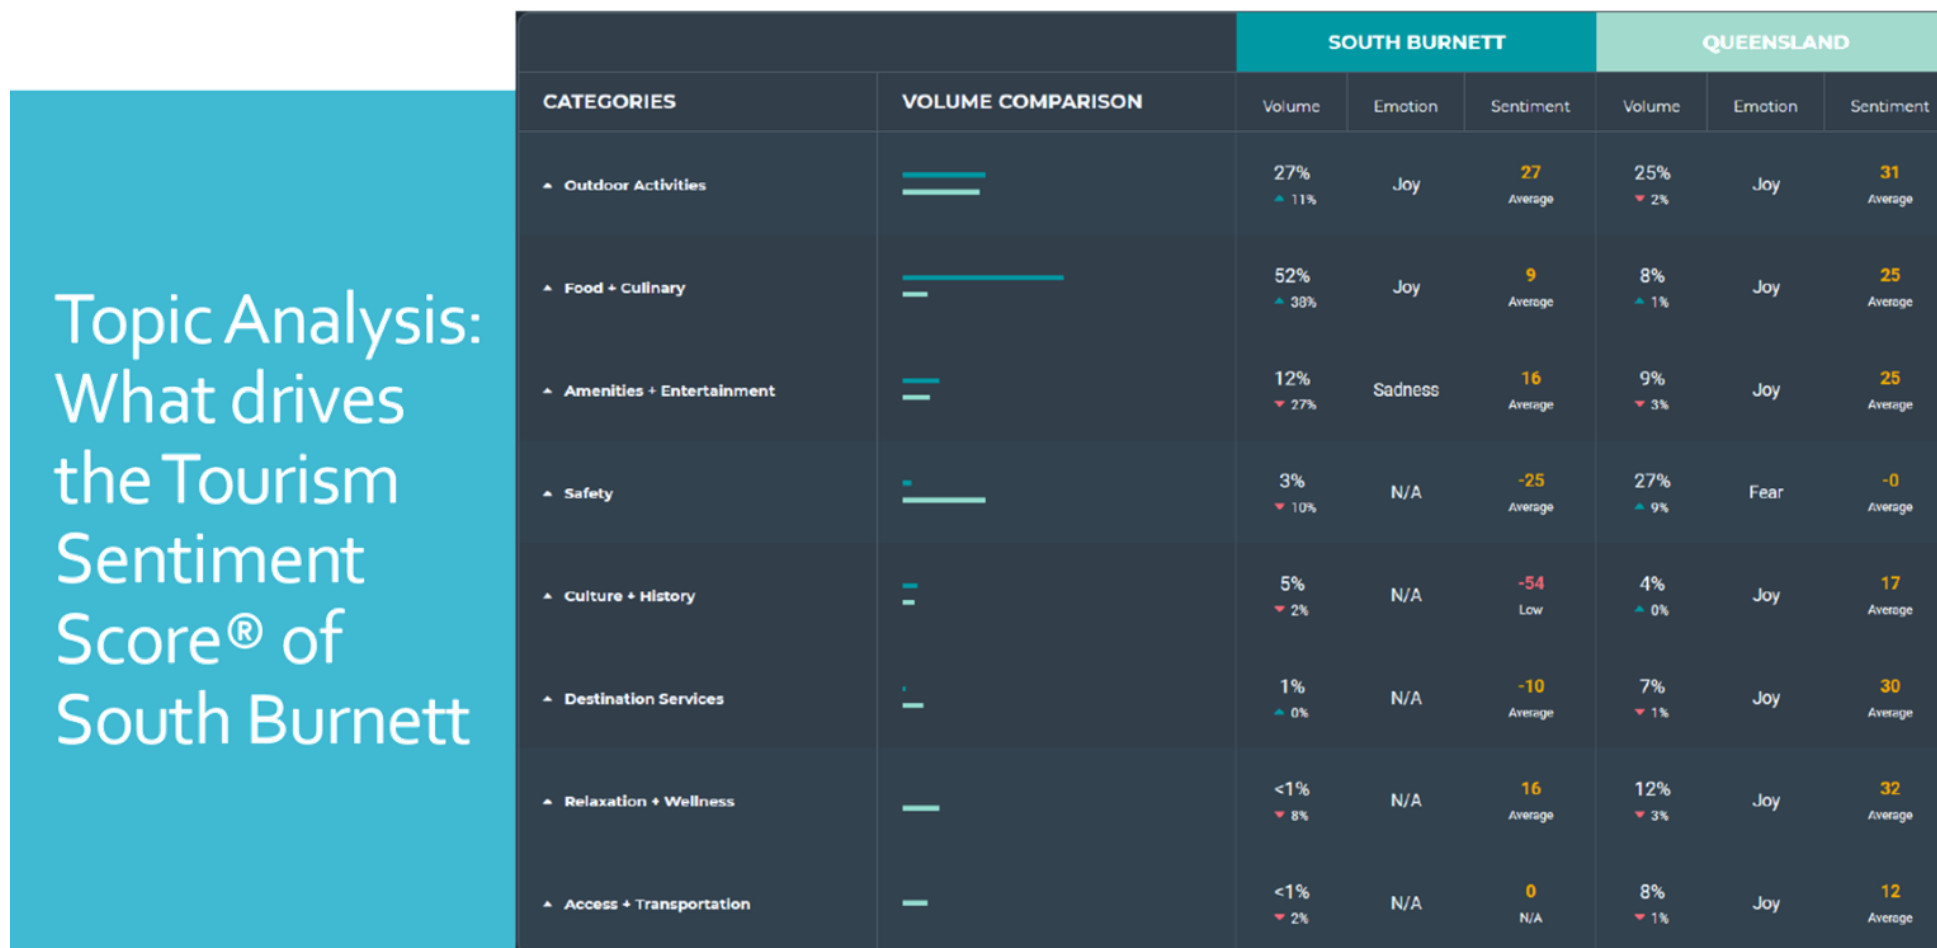 Topic Analysis:
What drives
the Tourism
Sentiment
Score® of
South Burnett
SOUTH BURNETT QUEENSLAND
CATEGORIES VOLUME COMPARISON Volume Emotion Sentiment Volume Emotion Sentiment
Outdoor Activities 27% Joy 27 25% Joy 31
11% Average 2% Average
Food + Culinary 52% Joy 9 8% Joy 25
38% Average 1% Average
Amenities + Entertainment 12% Sadness 16 9% Joy 25
27% Average 3% Average
Safety 3% N/A -25 27% Fear -0
10% Average 9% Average
Culture + History 5% N/A -54 4% Joy 17
2% Low 0% Average
Destination Services 1% N/A -10 7% Joy 30
0% Average 1% Average
Relaxation + Wellness <1% N/A 16 12% Joy 32
8% Average 3% Average
Access + Transportation <1% N/A 0 8% Joy 12
2% N/A 1% Average